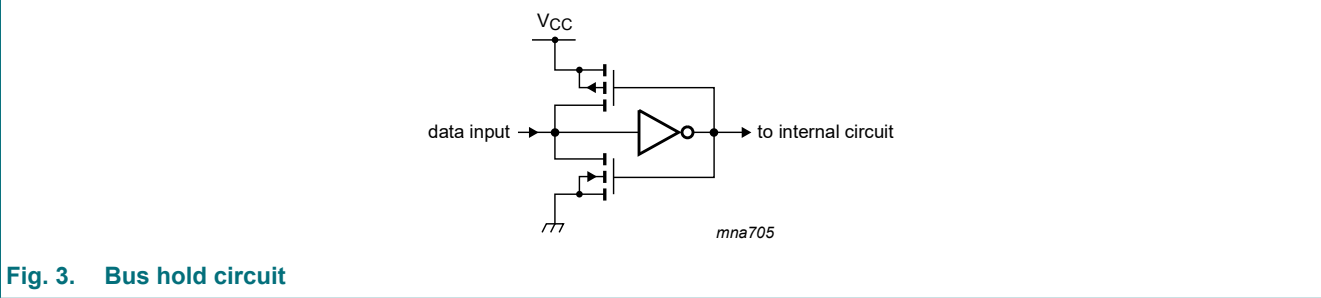 VCC
data input
to internal circuit
mna705
Fig. 3. Bus hold circuit